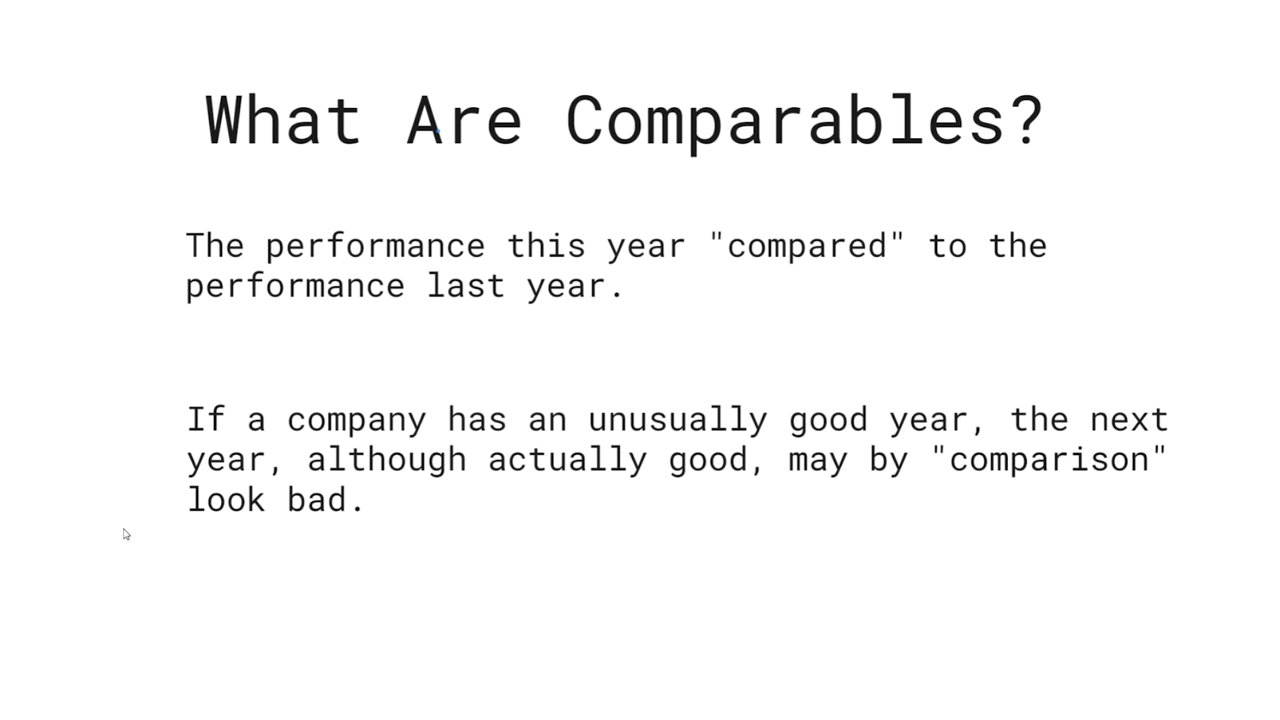 What Are Comparables?
The performance this year "compared" to the
performance last year.
If a company has an unusually good year, the next
year, although actually good, may by "comparison"
look bad.